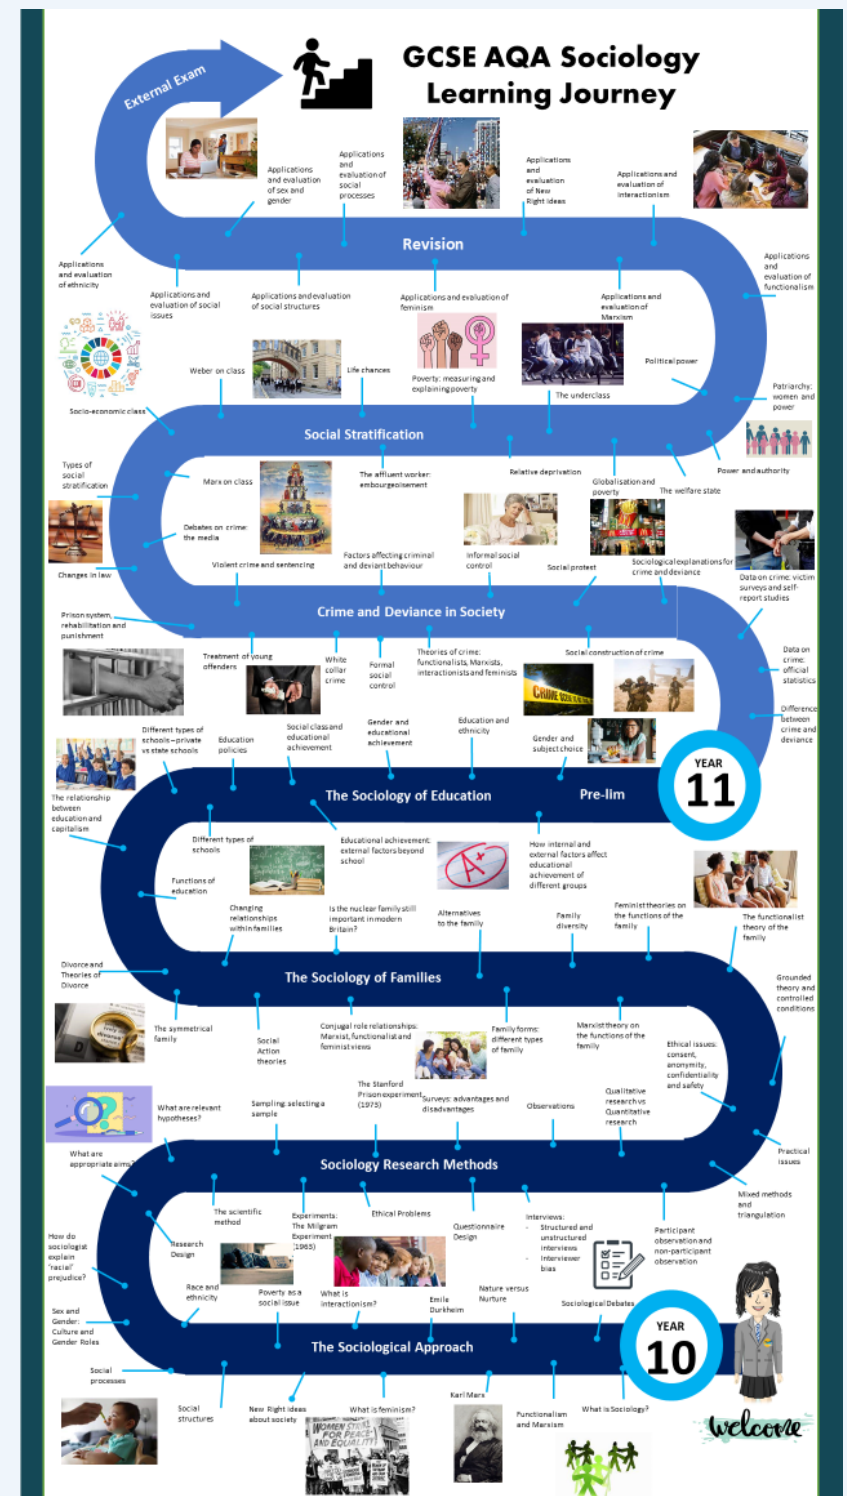 GCSE AQA Sociology
Learning Journey
External Exam
Applications
and
evaluation of
social
processes
Applications
and evaluation
of sex and
gender
Applications
and
evaluation
of New
Right Ideas
Applications and
evaluation of
interactionism
Revision
Applications
and evaluation
of ethnicity
Applications and
evaluation of social
issues
Applications and evaluation
of social structures
Applications and evaluation of
feminism
Applications and
evaluation of
Marxism
Applications
and
evaluation of
functionalism
Weber on class
Life chances
Poverty: measuring and
explaining poverty
The underclass
Political power
Patriarchy:
women and
power
Socio-economic class
Social Stratification
Types of
social
stratification
Marx on class
The affluent worker:
embourgeoisement
Relative deprivation
Globalisation and
poverty
The welfare state
Power and authority
Debates on crime:
the media
Changes in law
Violent crime and sentencing
Factors affecting criminal
and deviant behaviour
Informal social
control
Social protest
Sociological explanations for
crime and deviance
Data on crime: victim
surveys and self-
report studies
Crime and Deviance in Society
Prison system,
rehabilitation and
punishment
Treatment of young
offenders
White
collar
crime
Formal
social
control
Theories of crime:
functionalists, Marxists,
interactionists and feminists
Social construction of crime
CRIME SCENE
Data on
crime:
official
statistics
Difference
between
crime and
deviance
Different types of
schools – private
vs state schools
Education
policies
Social class and
educational
achievement
Gender and
educational
achievement
Education and
ethnicity
Gender and
subject choice
YEAR
11
The Sociology of Education
Pre-lim
The relationship
between
education and
capitalism
Different types of
schools
Educational achievement:
external factors beyond
school
A+
How internal and
external factors affect
educational
achievement of
different groups
Functions of
education
Changing
relationships
within families
Is the nuclear family still
important in modern
Britain?
Alternatives
to the family
Family
diversity
Feminist theories on
the functions of the
family
The functionalist
theory of the
family
Divorce and
Theories of
Divorce
The Sociology of Families
Grounded
theory and
controlled
conditions
The symmetrical
family
Social
Action
theories
Conjugal role relationships:
Marxist, functionalist and
feminist views
Family forms:
different types
of family
Marxist theory on
the functions of the
family
Ethical issues:
consent,
anonymity,
confidentiality
and safety
What are relevant
hypotheses?
Sampling: selecting a
sample
The Stanford
Prison experiment
(1973)
Surveys: advantages and
disadvantages
Observations
Qualitative
research vs
Quantitative
research
Practical
issues
What are
appropriate aims?
Sociology Research Methods
Mixed methods
and
triangulation
The scientific
method
Experiments:
The Milgram
Experiment
(1963)
Ethical Problems
Questionnaire
Design
Interviews:
- Structured and
unstructured
interviews
- Interviewer
bias
Participant
observation and
non-participant
observation
How do
sociologist
explain
'racial'
prejudice?
Research
Design
Race and
ethnicity
Poverty as a
social issue
What is
interactionism?
Emile
Durkheim
Nature versus
Nurture
Sociological Debates
Sex and
Gender:
Culture and
Gender Roles
YEAR
10
The Sociological Approach
Social
processes
Social
structures
New Right Ideas
about society
What is feminism?
Karl Marx
Functionalism
and Marxism
What is Sociology?
welcome
WOMEN STRIKE
FOR PEACE-
AND EQUALITY!